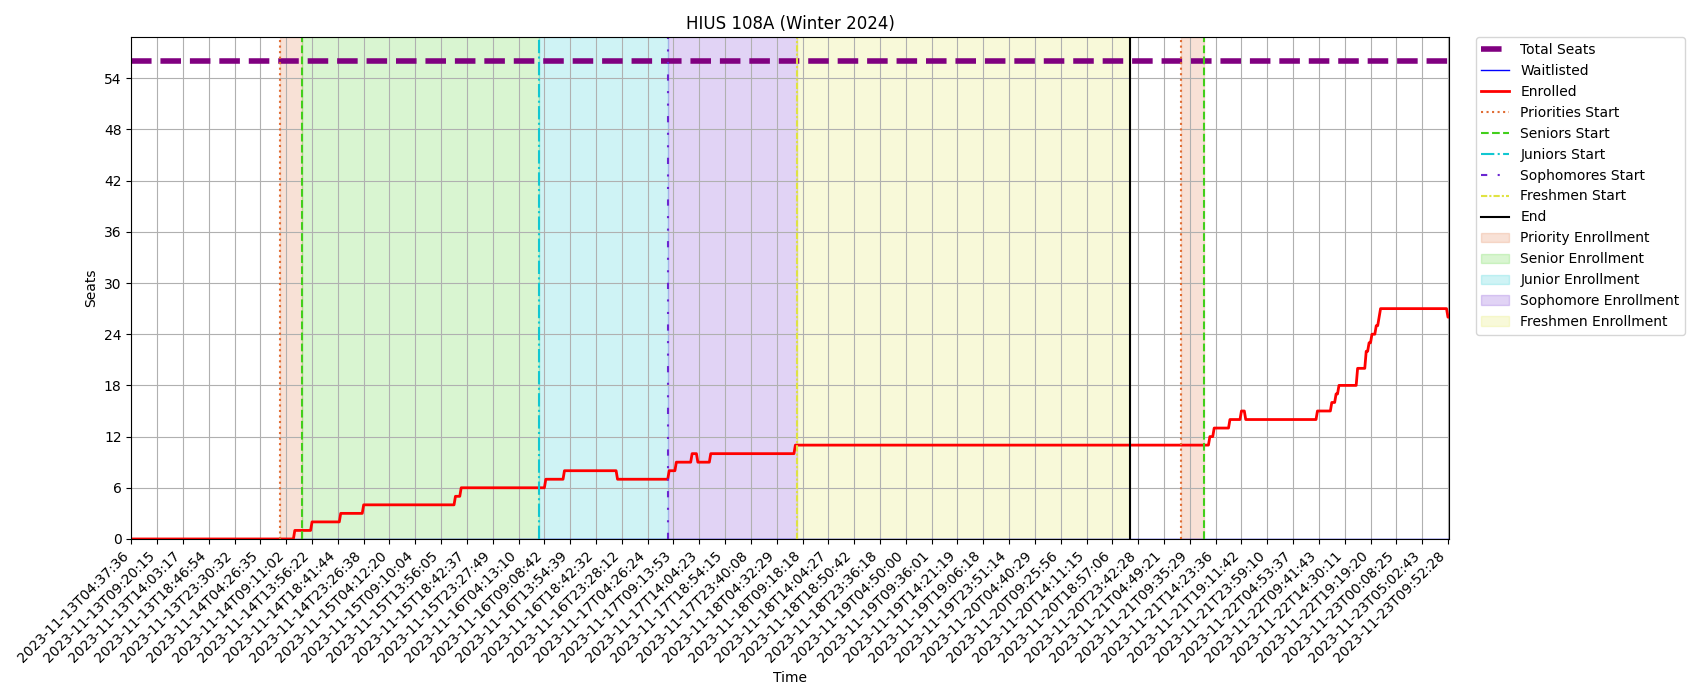 HIUS 108A (Winter 2024)
Seats
54
48
42
36
30
24
18
12
6
0
2023-11-13T04:37:36
2023-11-13T09:20:15
2023-11-13T14:03:17
2023-11-13T18:46:54
2023-11-13T23:30:32
2023-11-14T04:26:35
2023-11-14T09:11:02
2023-11-14T13:56:22
2023-11-14T18:41:44
2023-11-14T23:26:38
2023-11-15T04:12:20
2023-11-15T09:10:04
2023-11-15T13:56:05
2023-11-15T18:42:37
2023-11-15T23:27:49
2023-11-16T04:13:10
2023-11-16T09:08:42
2023-11-16T13:54:39
2023-11-16T18:42:32
2023-11-16T23:28:12
2023-11-17T04:26:24
2023-11-17T09:13:53
2023-11-17T14:04:23
2023-11-17T18:54:15
2023-11-17T23:40:08
2023-11-18T04:32:29
2023-11-18T09:18:18
2023-11-18T14:04:27
2023-11-18T18:50:42
2023-11-18T23:36:18
2023-11-19T04:50:00
2023-11-19T09:36:01
2023-11-19T14:21:19
2023-11-19T19:06:18
2023-11-19T23:51:14
2023-11-20T04:40:29
2023-11-20T09:25:56
2023-11-20T14:11:15
2023-11-20T18:57:06
2023-11-20T23:42:28
2023-11-21T04:49:21
2023-11-21T09:35:29
2023-11-21T14:23:36
2023-11-21T19:11:42
2023-11-21T23:59:10
2023-11-22T04:53:37
2023-11-22T09:41:43
2023-11-22T14:30:11
2023-11-22T19:19:20
2023-11-23T00:08:25
2023-11-23T05:02:43
2023-11-23T09:52:28
Time
Total Seats
Waitlisted
Enrolled
Priorities Start
Seniors Start
Juniors Start
Sophomores Start
Freshmen Start
End
Priority Enrollment
Senior Enrollment
Junior Enrollment
Sophomore Enrollment
Freshmen Enrollment